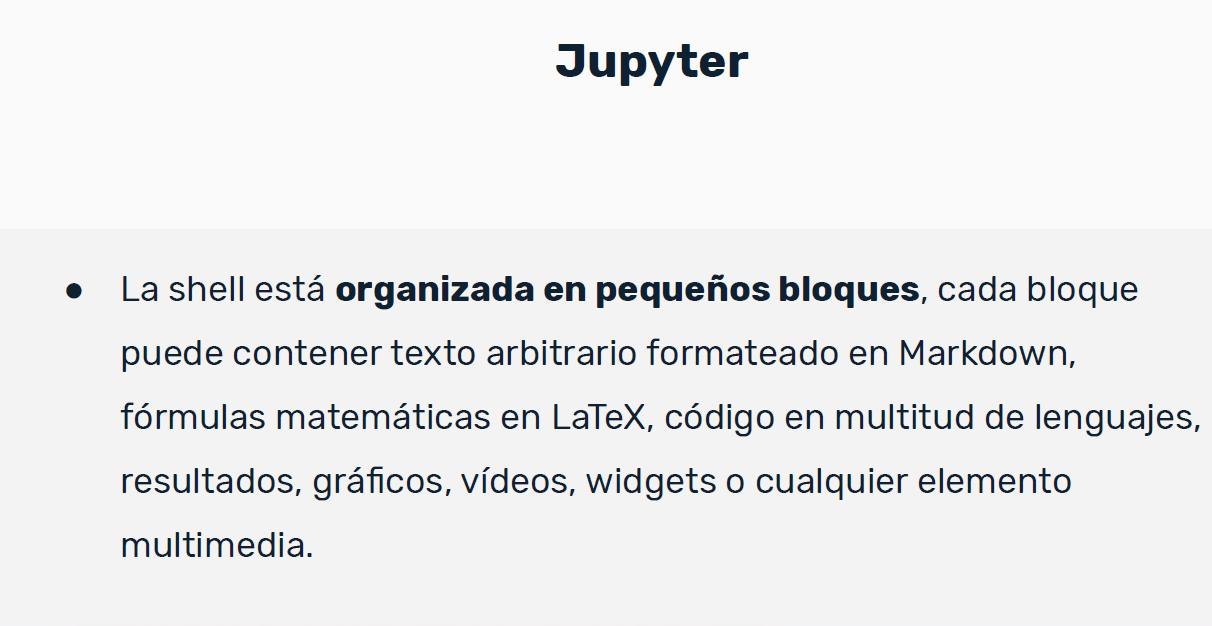 Jupyter
● La shell está organizada en pequeños bloques, cada bloque
puede contener texto arbitrario formateado en Markdown,
fórmulas matemáticas en LaTeX, código en multitud de lenguajes,
resultados, gráficos, vídeos, widgets o cualquier elemento
multimedia.